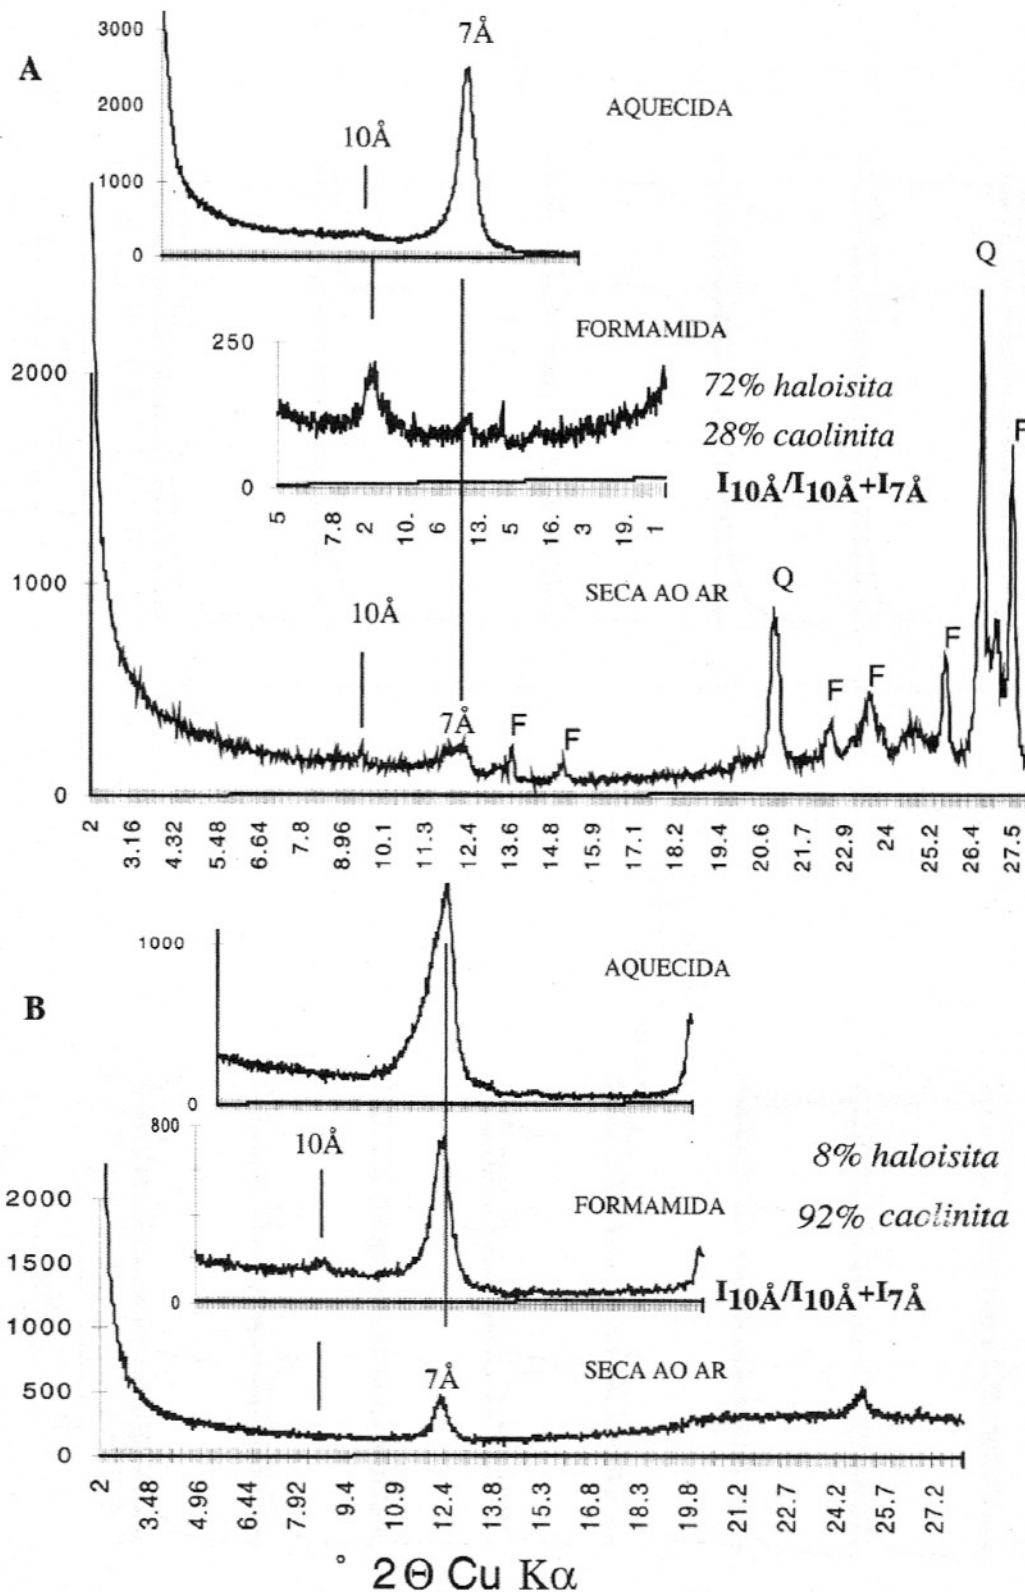 A
3000
2000
1000
0
7Å
10Å
AQUECIDA
Q
250
0
FORMAMIDA
72% haloisita
28% caolinita
I10Å/I10Å+I7Å
F
5 7.8 2 10. 6 13. 5 16. 3 19. 1
2000
1000
0
10Å
7Å
SECA AO AR
F
F
Q
F
F
F
2 3.16 4.32 5.48 6.64 7.8 8.96 10.1 11.3 12.4 13.6 14.8 15.9 17.1 18.2 19.4 20.6 21.7 22.9 24 25.2 26.4 27.5
B
1000
0
AQUECIDA
800
0
10Å
FORMAMIDA
8% haloisita
92% caolinita
I10Å/I10Å+I7Å
2000
1500
1000
500
0
7Å
SECA AO AR
2 3.48 4.96 6.44 7.92 9.4 10.9 12.4 13.8 15.3 16.8 18.3 19.8 21.2 22.7 24.2 25.7 27.2
° 2Θ Cu Kα